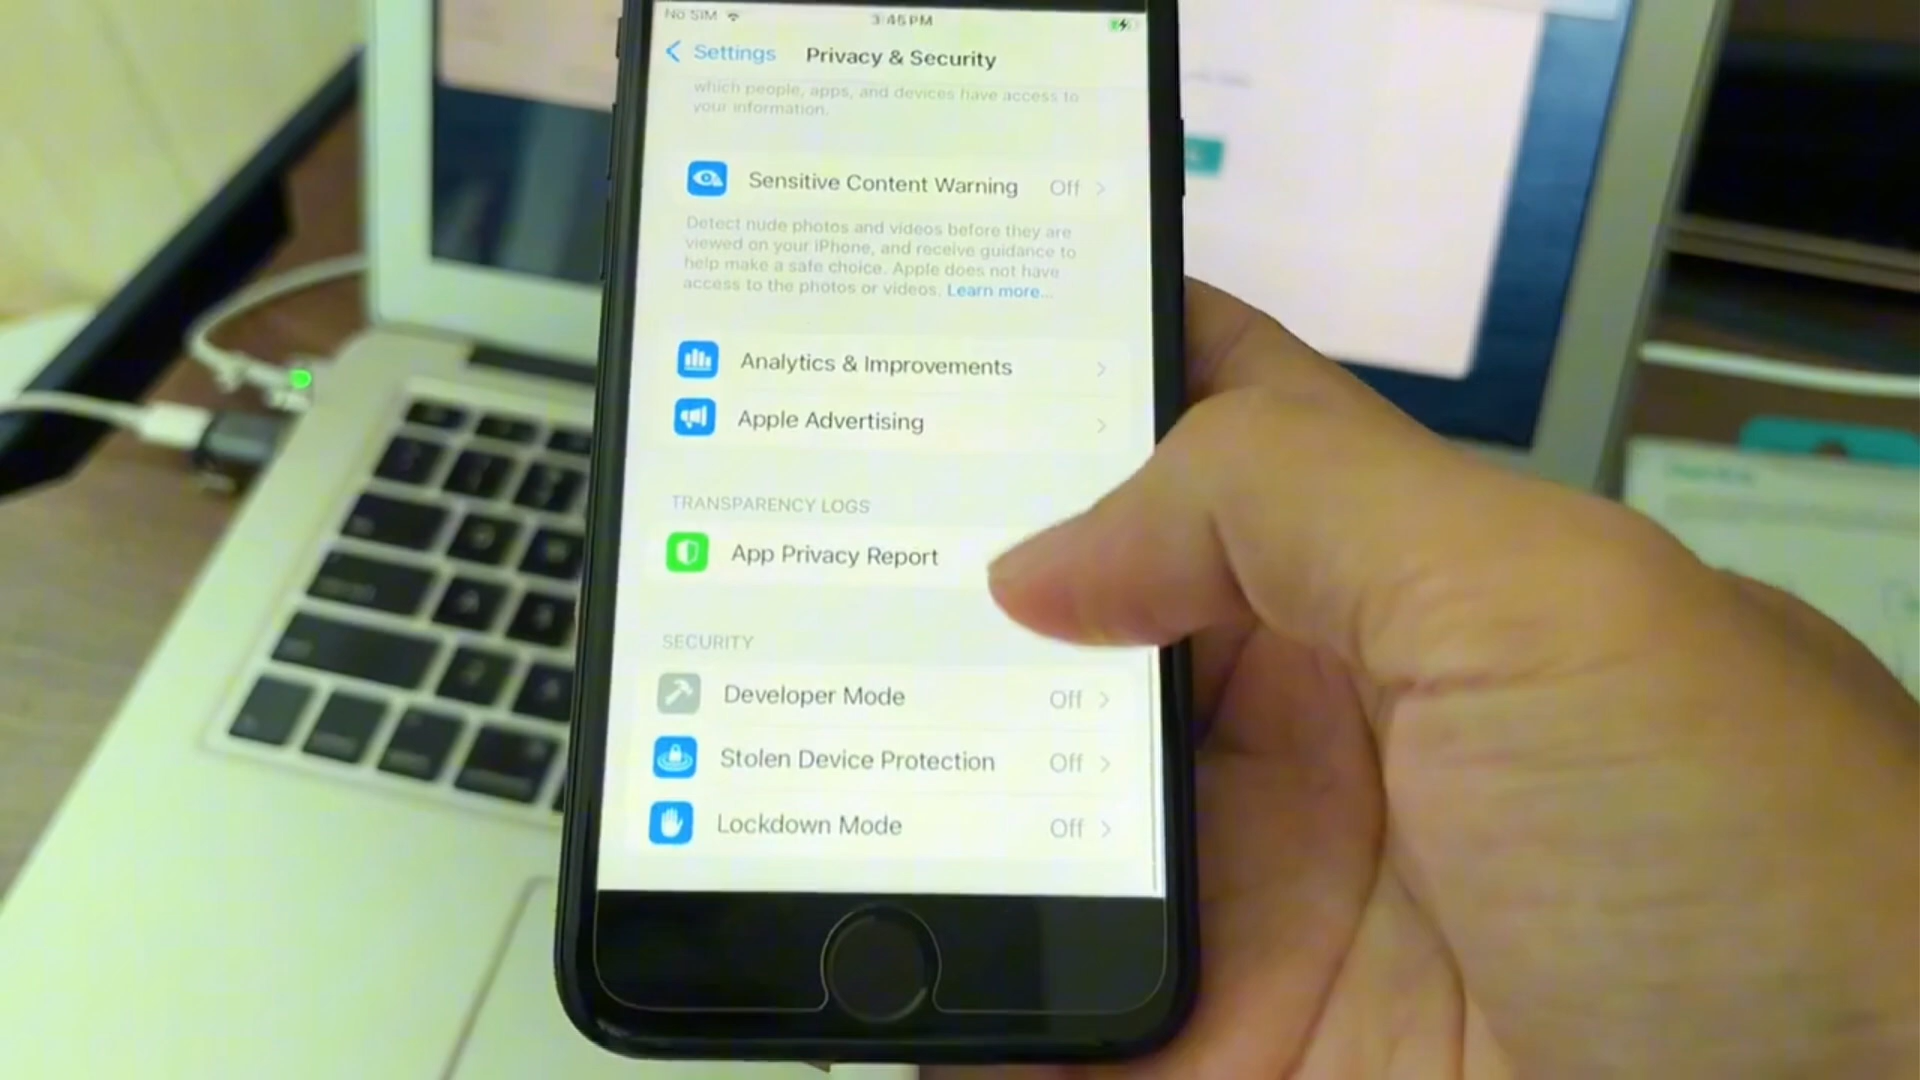 No SIM 3:45 PM
Settings Privacy & Security
which people, apps, and devices have access to
your information.
Sensitive Content Warning Off
Detect nude photos and videos before they are
viewed on your iPhone, and receive guidance to
help make a safe choice. Apple does not have
access to the photos or videos. Learn more...
Analytics & Improvements
Apple Advertising
TRANSPARENCY LOGS
App Privacy Report
SECURITY
Developer Mode Off
Stolen Device Protection Off
Lockdown Mode Off